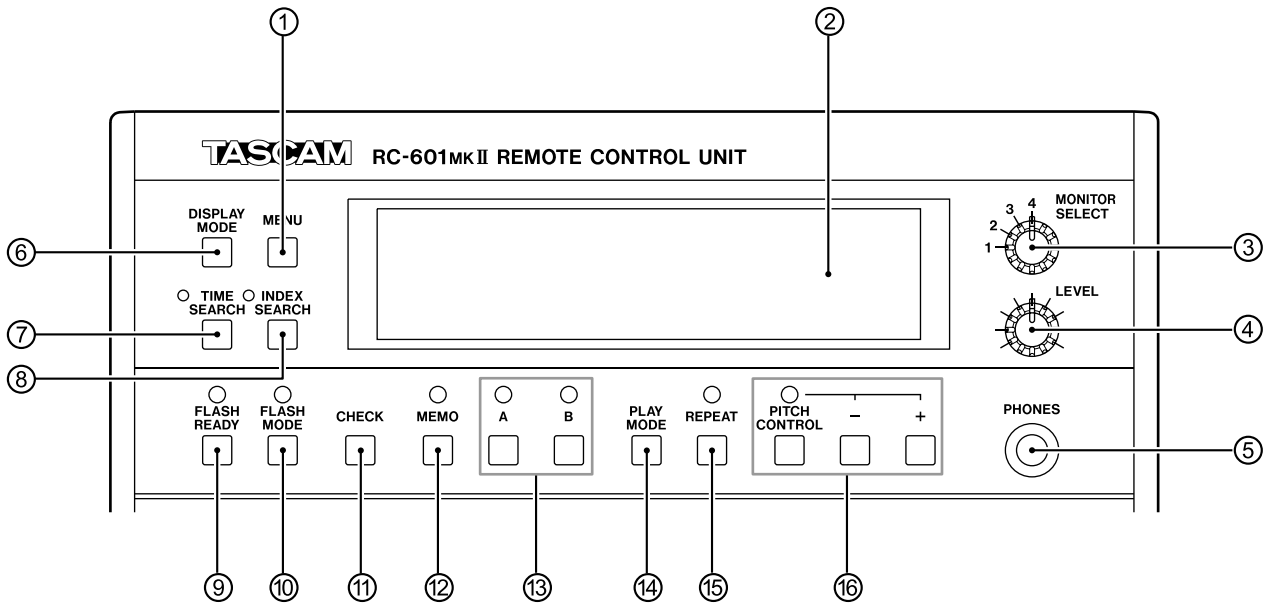 ① ②
TASCAM RC-601MKII REMOTE CONTROL UNIT
DISPLAY
MODE
MENU
1 2 3 4
MONITOR
SELECT
⑥ ③
TIME
SEARCH
INDEX
SEARCH
LEVEL
⑦ ④
⑧
FLASH
READY
FLASH
MODE
CHECK
MEMO
A
B
PLAY
MODE
REPEAT
PITCH
CONTROL
−
+
PHONES
⑤
⑨ ⑩ ⑪ ⑫ ⑬ ⑭ ⑮ ⑯